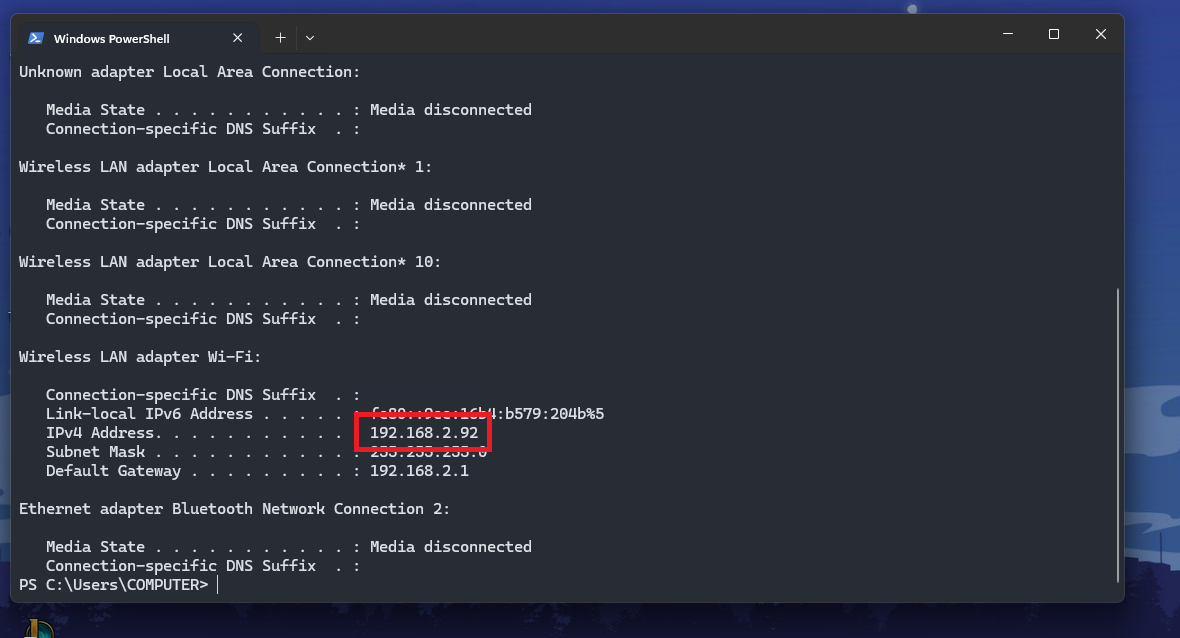 Windows PowerShell
Unknown adapter Local Area Connection:
Media State . . . . . . . . . . . : Media disconnected
Connection-specific DNS Suffix  . :
Wireless LAN adapter Local Area Connection* 1:
Media State . . . . . . . . . . . : Media disconnected
Connection-specific DNS Suffix  . :
Wireless LAN adapter Local Area Connection* 10:
Media State . . . . . . . . . . . : Media disconnected
Connection-specific DNS Suffix  . :
Wireless LAN adapter Wi-Fi:
Connection-specific DNS Suffix  . :
Link-local IPv6 Address . . . . . : :b579:204b%5
IPv4 Address. . . . . . . . . . . 192.168.2.92
Subnet Mask . . . . . . . . . . . : 255.255.255.0
Default Gateway . . . . . . . . . : 192.168.2.1
Ethernet adapter Bluetooth Network Connection 2:
Media State . . . . . . . . . . . : Media disconnected
Connection-specific DNS Suffix  . :
PS C:\Users\COMPUTER>